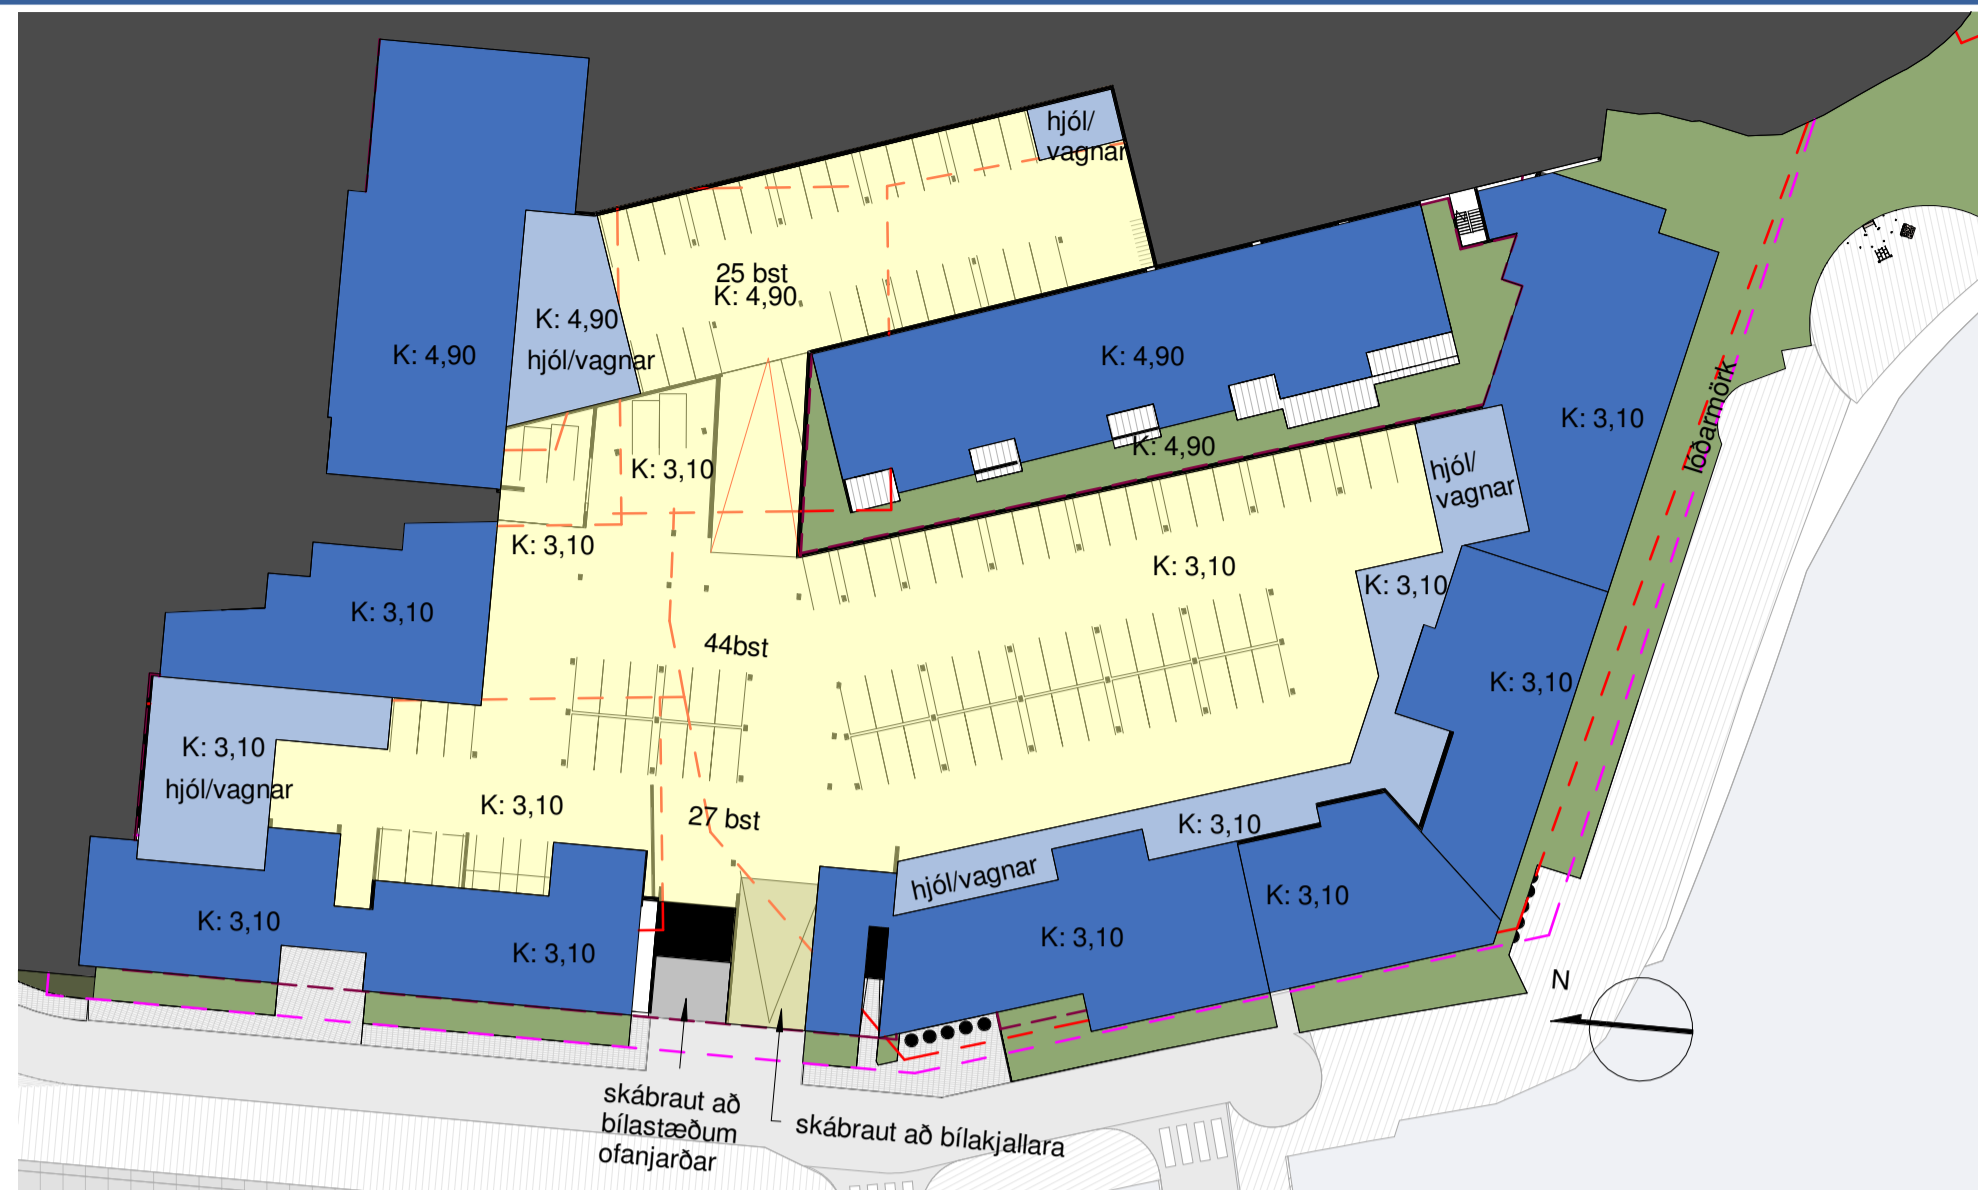 hjól/
vagnar
25 bst
K: 4,90
K: 4,90
hjól/vagnar
K: 4,90
K: 4,90
K: 4,90
K: 3,10
lóðarmörk
K: 3,10
hjól/
vagnar
K: 3,10
K: 3,10
K: 3,10
K: 3,10
44bst
K: 3,10
K: 3,10
hjól/vagnar
K: 3,10
27 bst
K: 3,10
hjól/vagnar
K: 3,10
K: 3,10
K: 3,10
K: 3,10
N
skábraut að
bílastæðum
ofanjarðar
skábraut að bílakjallara